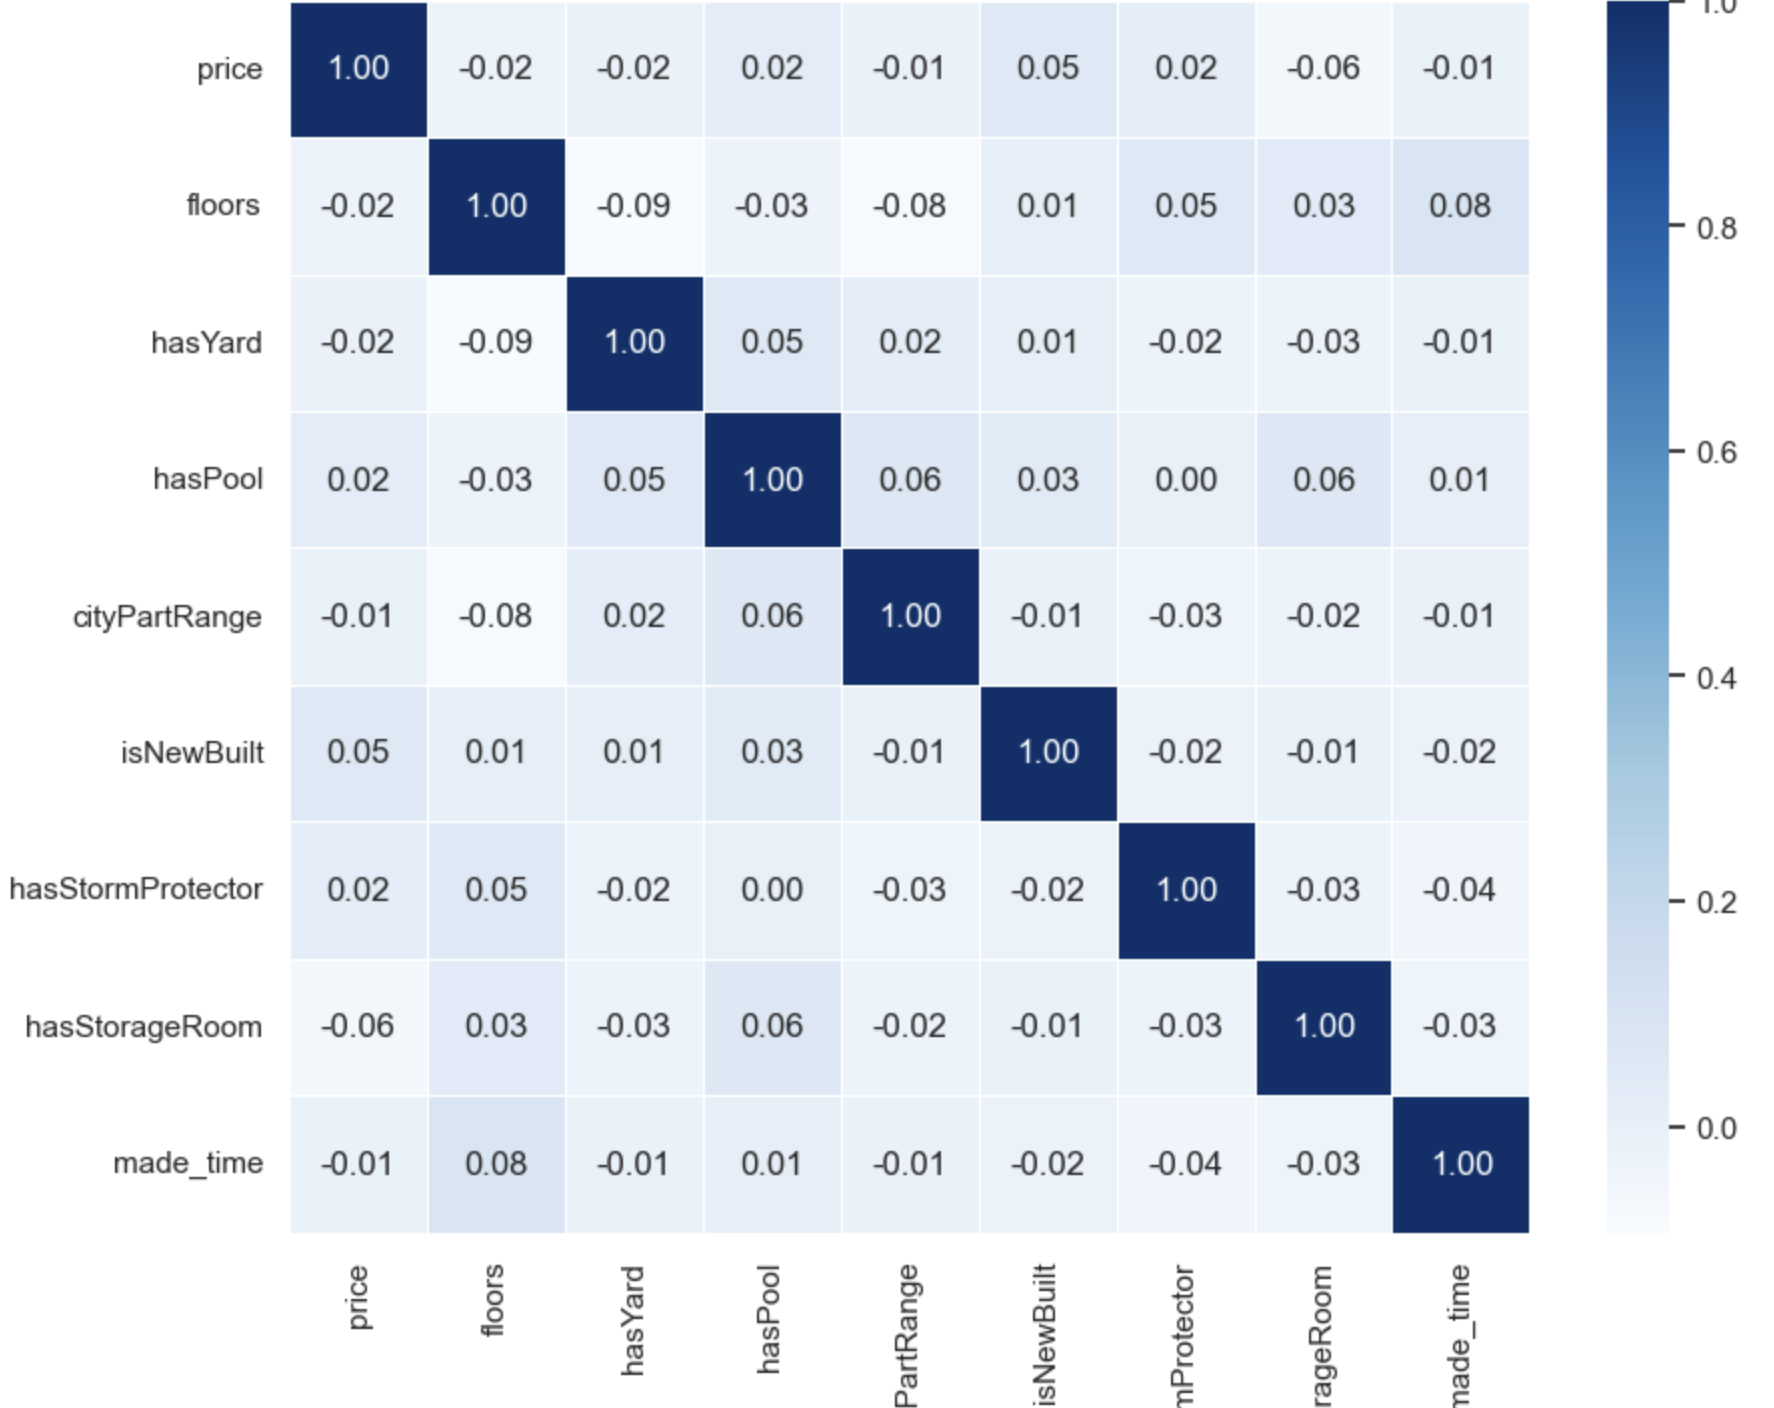 1.0
price 1.00 -0.02 -0.02 0.02 -0.01 0.05 0.02 -0.06 -0.01
floors -0.02 1.00 -0.09 -0.03 -0.08 0.01 0.05 0.03 0.08
0.8
hasYard -0.02 -0.09 1.00 0.05 0.02 0.01 -0.02 -0.03 -0.01
hasPool 0.02 -0.03 0.05 1.00 0.06 0.03 0.00 0.06 0.01
0.6
cityPartRange -0.01 -0.08 0.02 0.06 1.00 -0.01 -0.03 -0.02 -0.01
0.4
isNewBuilt 0.05 0.01 0.01 0.03 -0.01 1.00 -0.02 -0.01 -0.02
hasStormProtector 0.02 0.05 -0.02 0.00 -0.03 -0.02 1.00 -0.03 -0.04
0.2
hasStorageRoom -0.06 0.03 -0.03 0.06 -0.02 -0.01 -0.03 1.00 -0.03
0.0
made_time -0.01 0.08 -0.01 0.01 -0.01 -0.02 -0.04 -0.03 1.00
price
floors
hasYard
hasPool
PartRange
isNewBuilt
mProtector
rageRoom
made_time